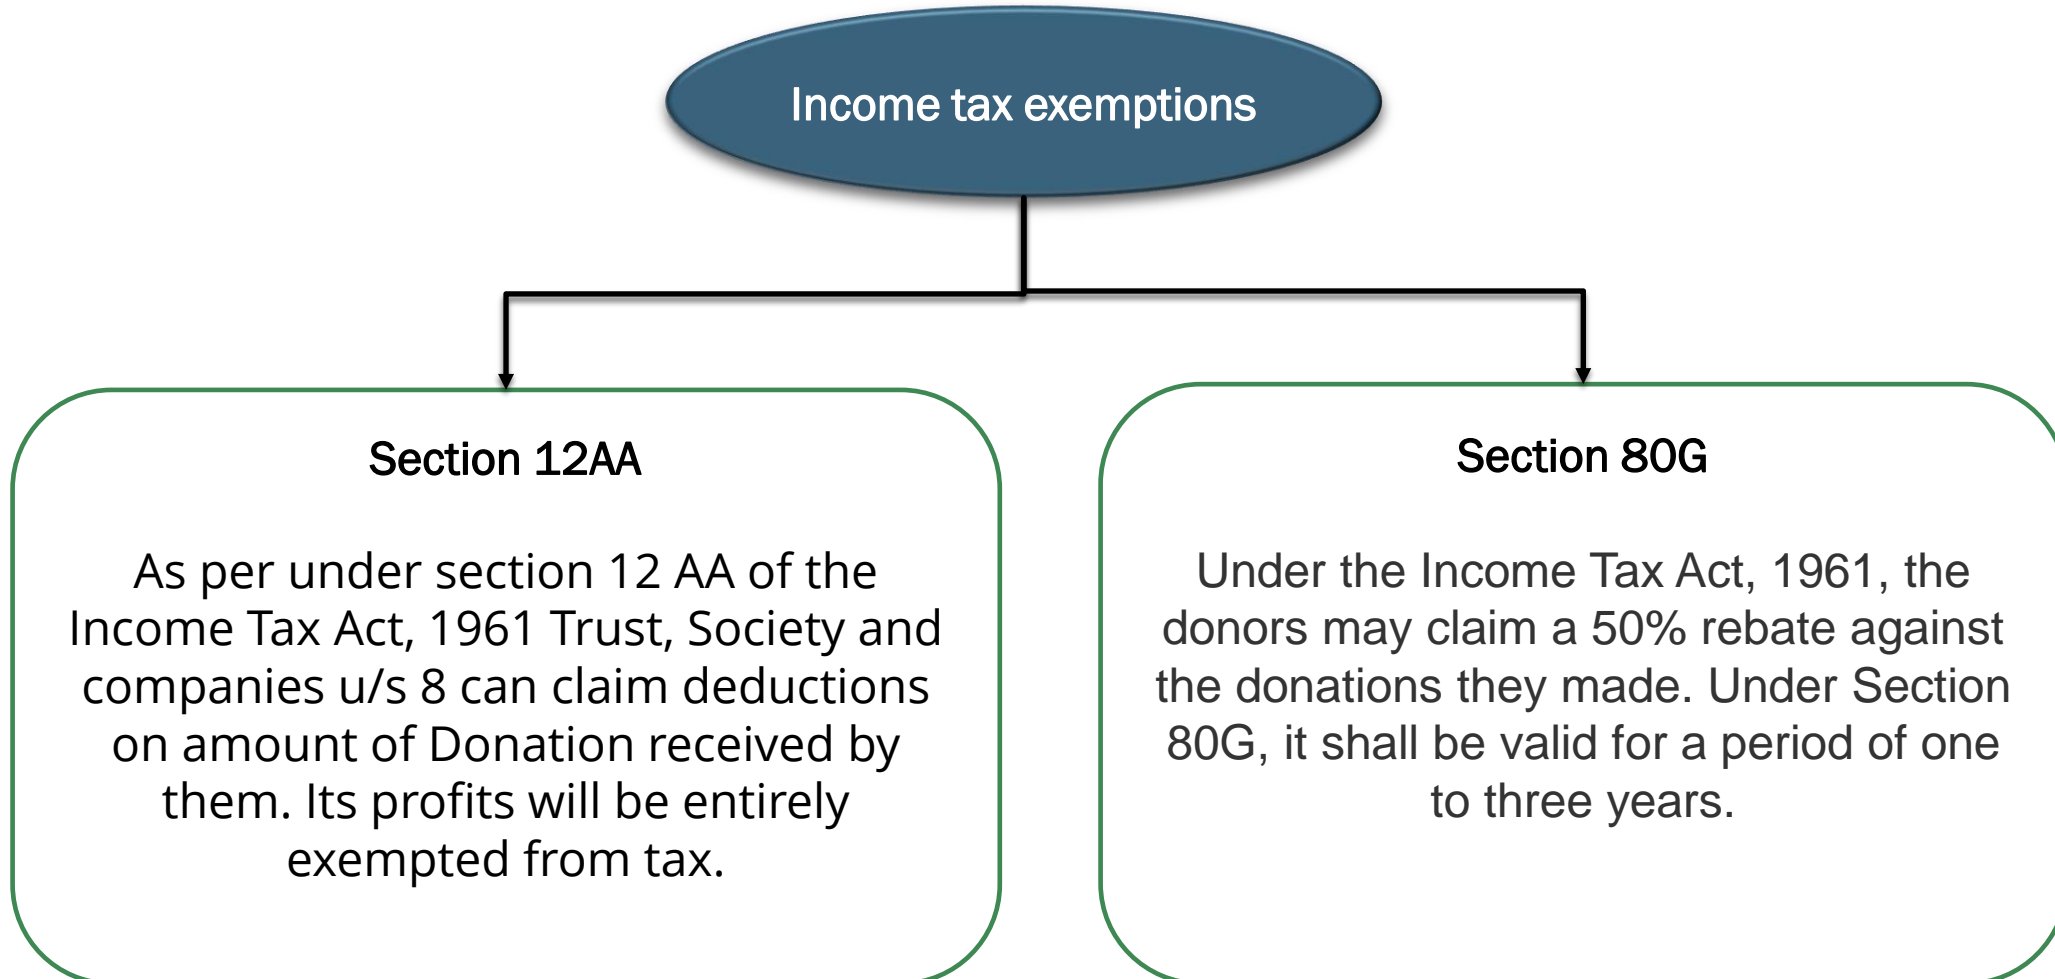 Income tax exemptions
Section 12AA
As per under section 12 AA of the
Income Tax Act, 1961 Trust, Society and
companies u/s 8 can claim deductions
on amount of Donation received by
them. Its profits will be entirely
exempted from tax.
Section 80G
Under the Income Tax Act, 1961, the
donors may claim a 50% rebate against
the donations they made. Under Section
80G, it shall be valid for a period of one
to three years.